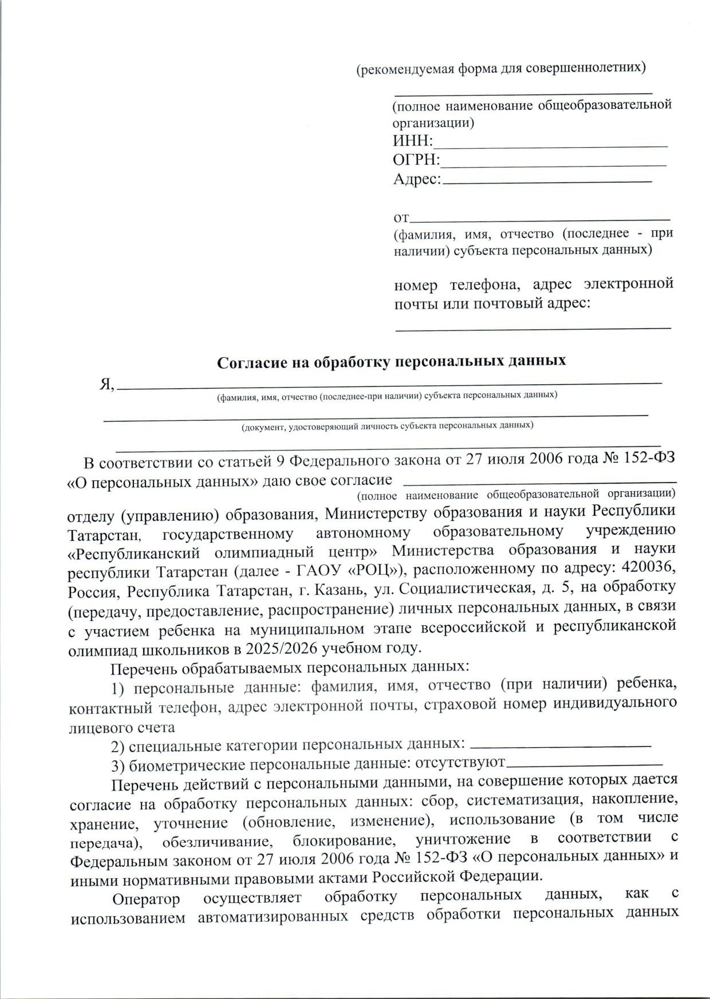 (рекомендуемая форма для совершеннолетних)
(полное наименование общеобразовательной
организации)
ИНН:
ОГРН:
Адрес:
от
(фамилия, имя, отчество (последнее - при
наличии) субъекта персональных данных)
номер телефона, адрес электронной
почты или почтовый адрес:
Согласие на обработку персональных данных
Я,
(фамилия, имя, отчество (последнее-при наличии) субъекта персональных данных)
(документ, удостоверяющий личность субъекта персональных данных)
В соответствии со статьей 9 Федерального закона от 27 июля 2006 года № 152-ФЗ
«О персональных данных» даю свое согласие
(полное наименование общеобразовательной организации)
отделу (управлению) образования, Министерству образования и науки Республики
Татарстан, государственному автономному образовательному учреждению
«Республиканский олимпиадный центр» Министерства образования и науки
республики Татарстан (далее - ГАОУ «РОЦ»), расположенному по адресу: 420036,
Россия, Республика Татарстан, г. Казань, ул. Социалистическая, д. 5, на обработку
(передачу, предоставление, распространение) личных персональных данных, в связи
с участием ребенка на муниципальном этапе всероссийской и республиканской
олимпиад школьников в 2025/2026 учебном году.
Перечень обрабатываемых персональных данных:
1) персональные данные: фамилия, имя, отчество (при наличии) ребенка,
контактный телефон, адрес электронной почты, страховой номер индивидуального
лицевого счета
2) специальные категории персональных данных:
3) биометрические персональные данные: отсутствуют
Перечень действий с персональными данными, на совершение которых дается
согласие на обработку персональных данных: сбор, систематизация, накопление,
хранение, уточнение (обновление, изменение), использование (в том числе
передача), обезличивание, блокирование, уничтожение в соответствии с
Федеральным законом от 27 июля 2006 года № 152-ФЗ «О персональных данных» и
иными нормативными правовыми актами Российской Федерации.
Оператор осуществляет обработку персональных данных, как с
использованием автоматизированных средств обработки персональных данных